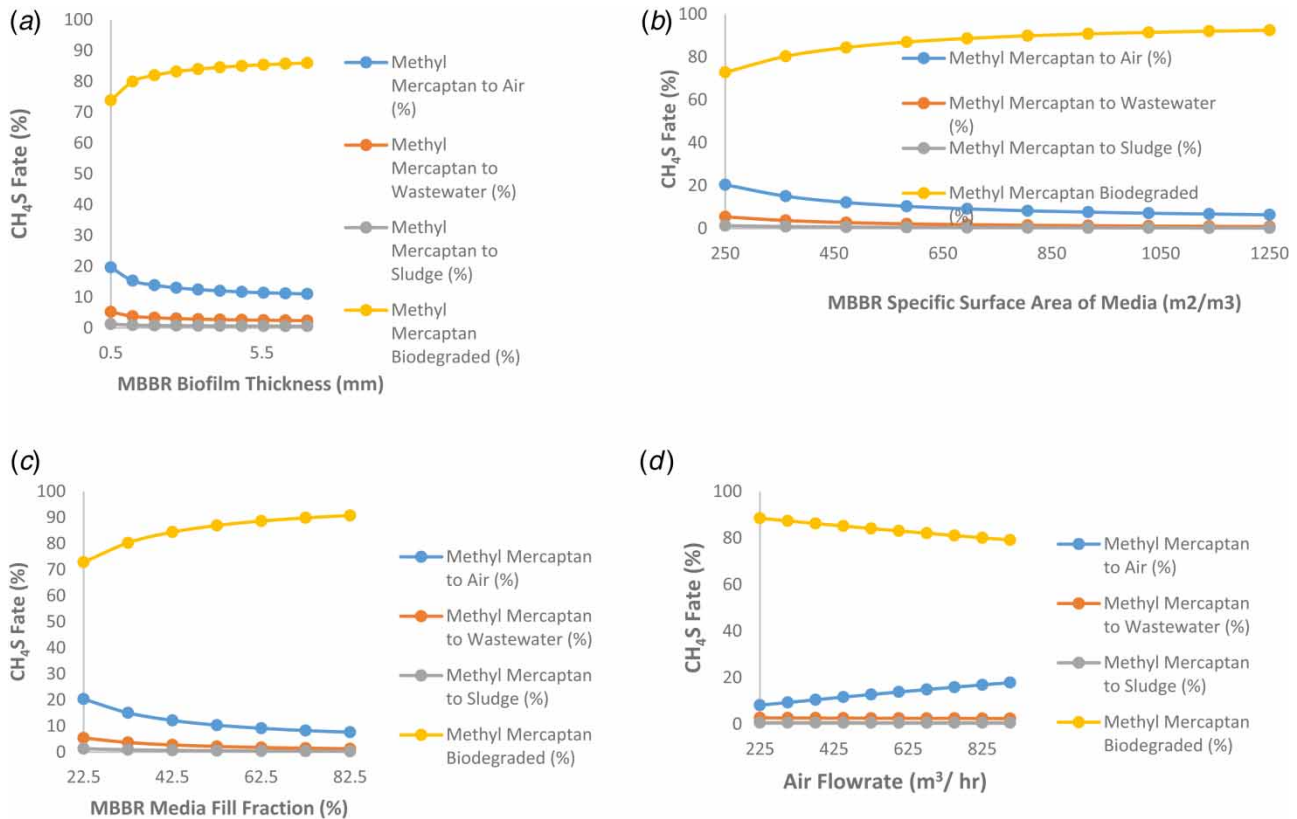 (a)
100
90
80
70
60
50
40
30
20
10
0
CH4S Fate (%)
0.5
5.5
MBBR Biofilm Thickness (mm)
Methyl
Mercaptan to Air
(%)
Methyl
Mercaptan to
Wastewater (%)
Methyl
Mercaptan to
Sludge (%)
Methyl
Mercaptan
Biodegraded (%)
(b)
100
80
60
40
20
0
CH4S Fate (%)
250
450
650
850
1050
1250
MBBR Specific Surface Area of Media (m2/m3)
Methyl Mercaptan to Air (%)
Methyl Mercaptan to Wastewater
(%)
Methyl Mercaptan to Sludge (%)
Methyl Mercaptan Biodegraded
(%)
(c)
100
90
80
70
60
50
40
30
20
10
0
CH4S Fate (%)
22.5
42.5
62.5
82.5
MBBR Media Fill Fraction (%)
Methyl Mercaptan
to Air (%)
Methyl Mercaptan
to Wastewater (%)
Methyl Mercaptan
to Sludge (%)
Methyl Mercaptan
Biodegraded (%)
(d)
100
80
60
40
20
0
CH4S Fate (%)
225
425
625
825
Air Flowrate (m³/ hr)
Methyl Mercaptan
to Air (%)
Methyl Mercaptan
to Wastewater (%)
Methyl Mercaptan
to Sludge (%)
Methyl Mercaptan
Biodegraded (%)